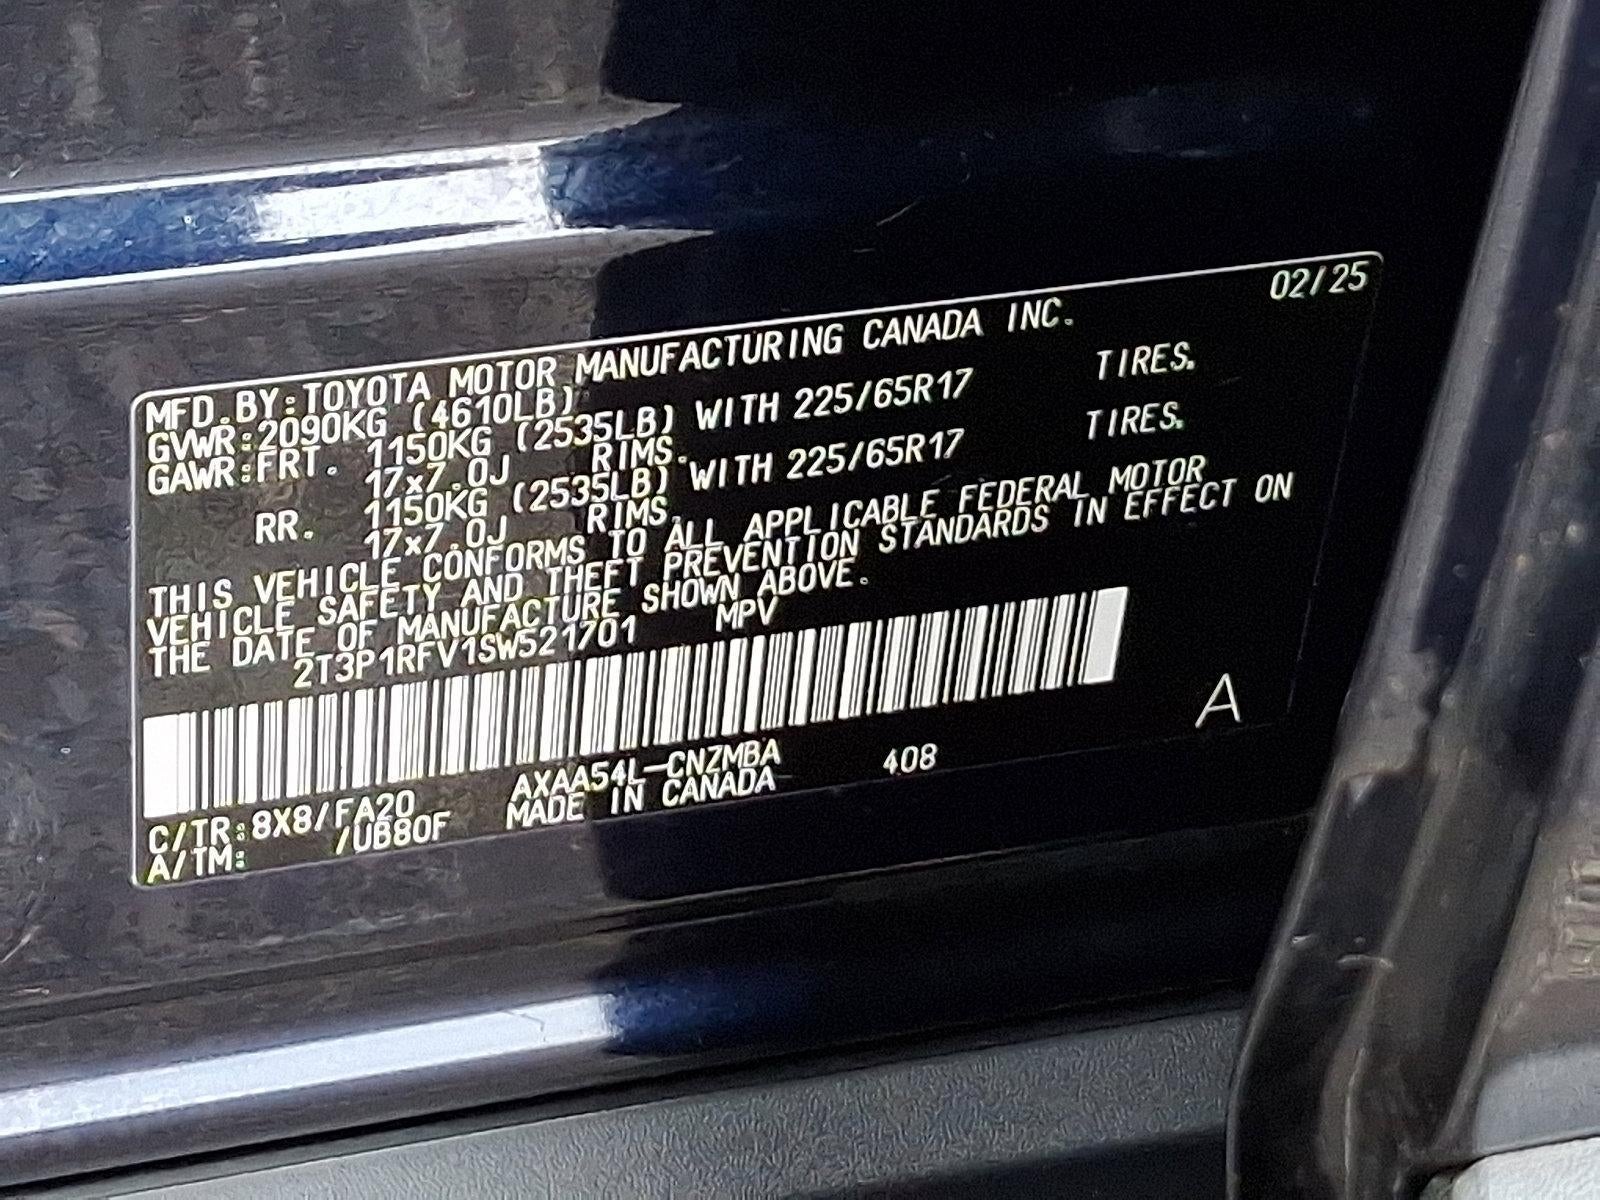 02/25
MFD.BY:TOYOTA MOTOR MANUFACTURING CANADA INC.
GVWR:2090KG (4610LB)
GAWR:FRT. 1150KG (2535LB) WITH 225/65R17 TIRES.
17x7.0J RIMS.
RR. 1150KG (2535LB) WITH 225/65R17 TIRES.
17x7.0J RIMS.
THIS VEHICLE CONFORMS TO ALL APPLICABLE FEDERAL MOTOR
VEHICLE SAFETY AND THEFT PREVENTION STANDARDS IN EFFECT ON
THE DATE OF MANUFACTURE SHOWN ABOVE.
2T3P1RFV1SW521701 MPV
A
AXAA54L-CNZMBA 408
C/TR:8X8/FA20 MADE IN CANADA
A/TM: /UB80F